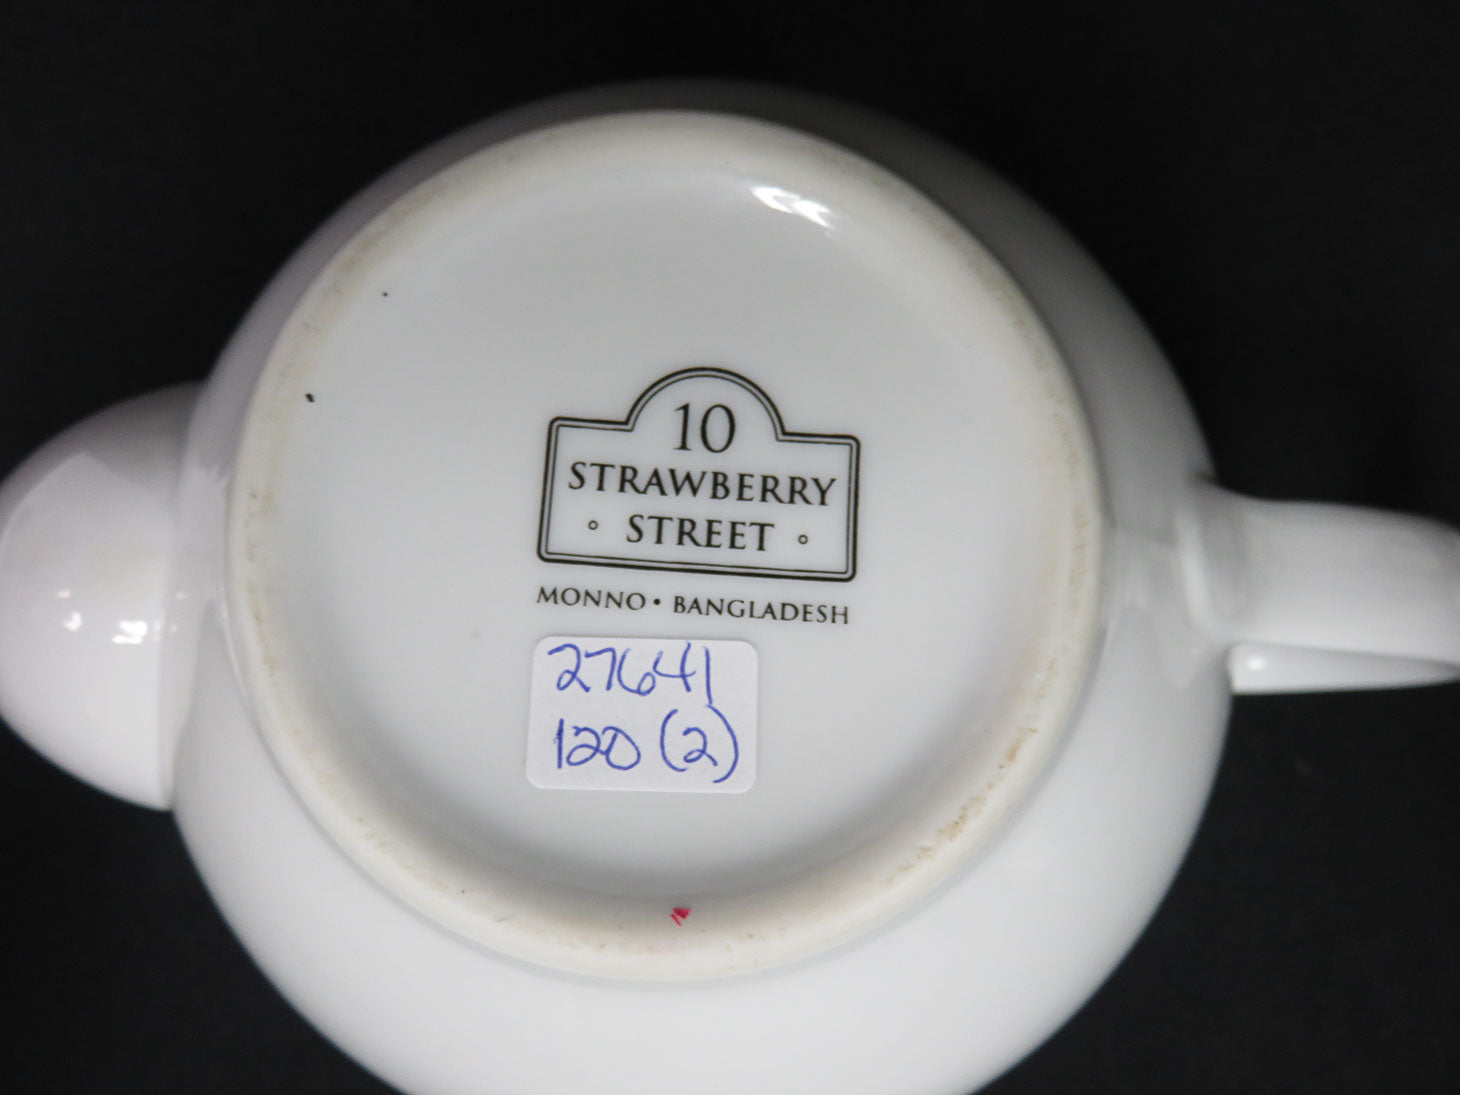 10
STRAWBERRY
◦ STREET ◦
MONNO • BANGLADESH
27641
120 (2)